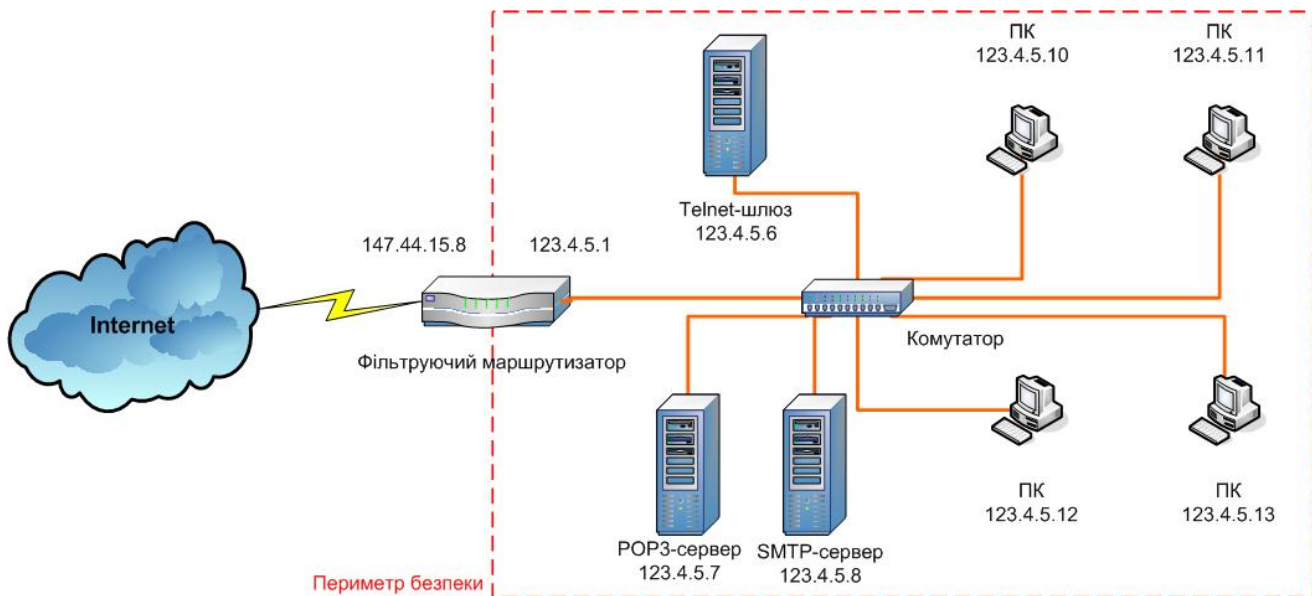 ПК
123.4.5.10
ПК
123.4.5.11
Telnet-шлюз
123.4.5.6
147.44.15.8
123.4.5.1
Internet
Фільтруючий маршрутизатор
Комутатор
POP3-сервер
123.4.5.7
SMTP-сервер
123.4.5.8
ПК
123.4.5.12
ПК
123.4.5.13
Периметр безпеки